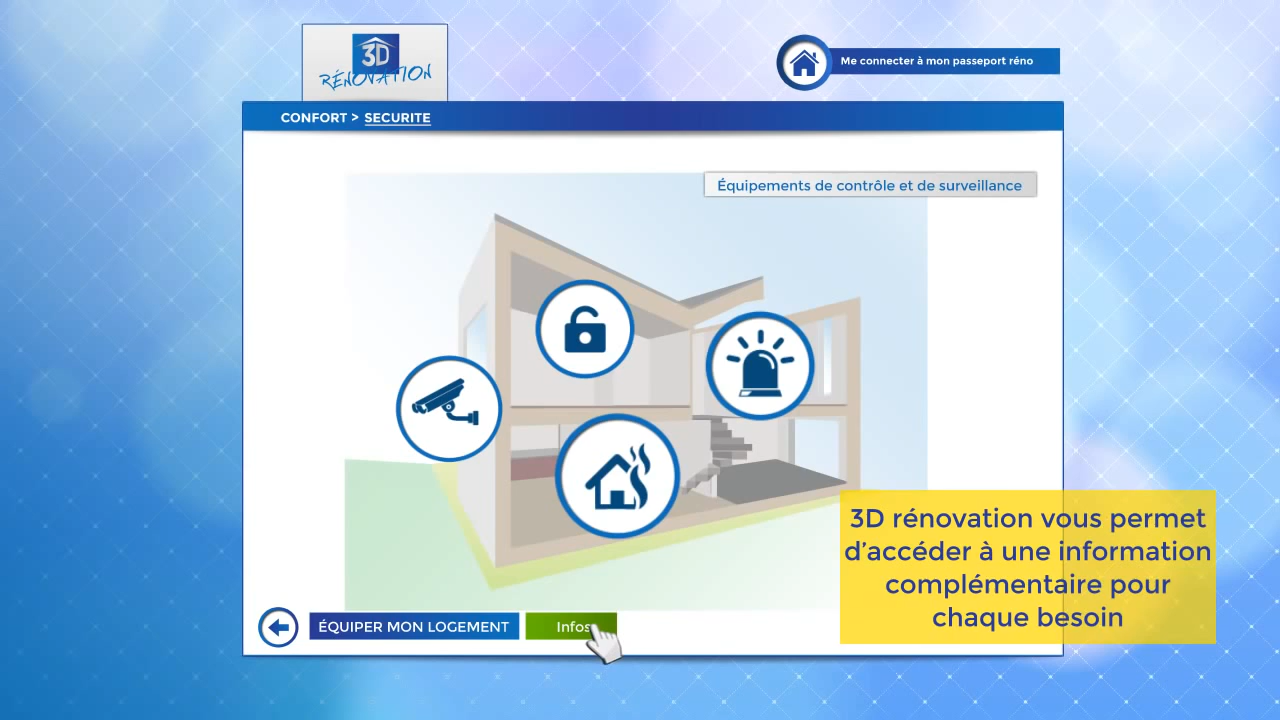 3D
RÉNOVATION
Me connecter à mon passeport réno
CONFORT > SECURITE
Équipements de contrôle et de surveillance
3D rénovation vous permet
d’accéder à une information
complémentaire pour
chaque besoin
ÉQUIPER MON LOGEMENT
Infos